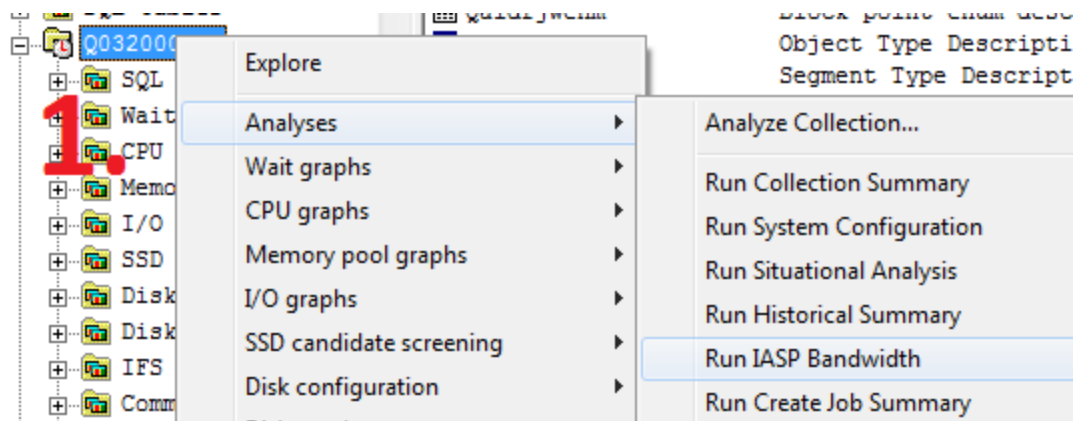 Q032000
SQL
Wait
CPU
Memo
I/O
SSD
Disk
Disk
IFS
Comm
1.
Explore
Analyses
Wait graphs
CPU graphs
Memory pool graphs
I/O graphs
SSD candidate screening
Disk configuration
Object Type Descripti
Segment Type Descript
Analyze Collection...
Run Collection Summary
Run System Configuration
Run Situational Analysis
Run Historical Summary
Run IASP Bandwidth
Run Create Job Summary